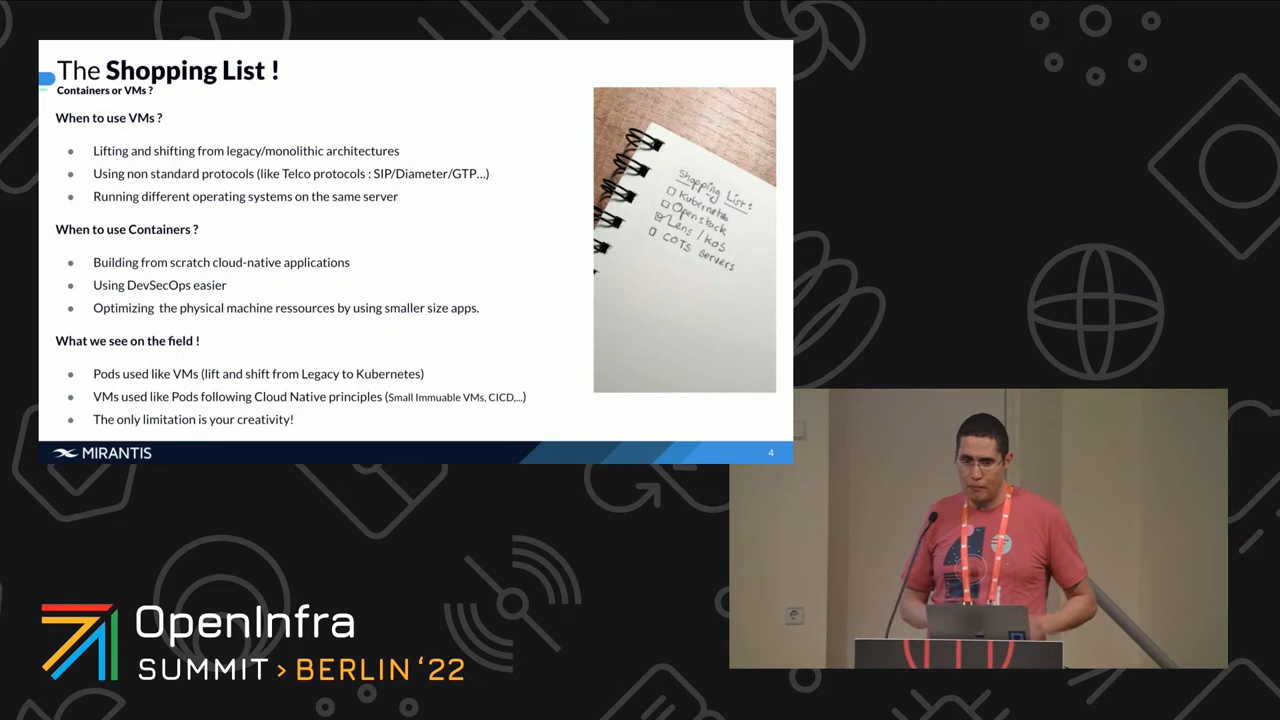 The Shopping List !
Containers or VMs ?
When to use VMs ?
● Lifting and shifting from legacy/monolithic architectures
● Using non standard protocols (like Telco protocols : SIP/Diameter/GTP...)
● Running different operating systems on the same server
When to use Containers ?
● Building from scratch cloud-native applications
● Using DevSecOps easier
● Optimizing the physical machine ressources by using smaller size apps.
What we see on the field !
● Pods used like VMs (lift and shift from Legacy to Kubernetes)
● VMs used like Pods following Cloud Native principles (Small Immuable VMs, CICD,...)
● The only limitation is your creativity!
MIRANTIS
4
Shopping List :
Kubernetes
Openstack
Lens / k0s
COTS servers
OpenInfra
SUMMIT > BERLIN ‘22